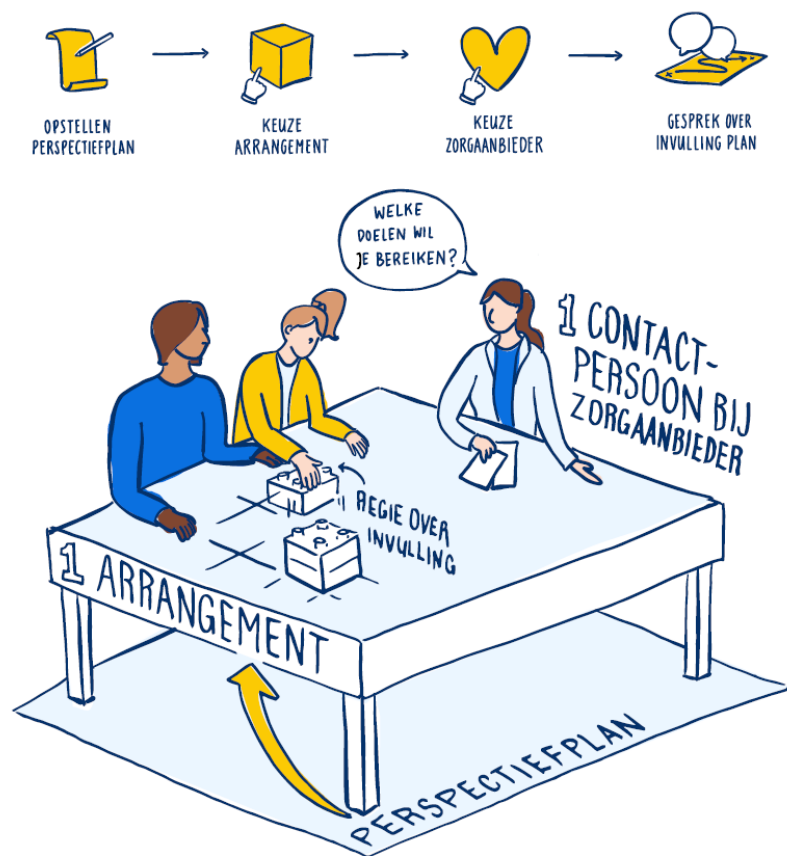 OPSTELLEN
PERSPECTIEFPLAN
KEUZE
ARRANGEMENT
KEUZE
ZORGAANBIEDER
GESPREK OVER
INVULLING PLAN
WELKE
DOELEN WIL
JE BEREIKEN?
1 CONTACT-
PERSOON BIJ
ZORGAANBIEDER
REGIE OVER
INVULLING
1 ARRANGEMENT
PERSPECTIEFPLAN